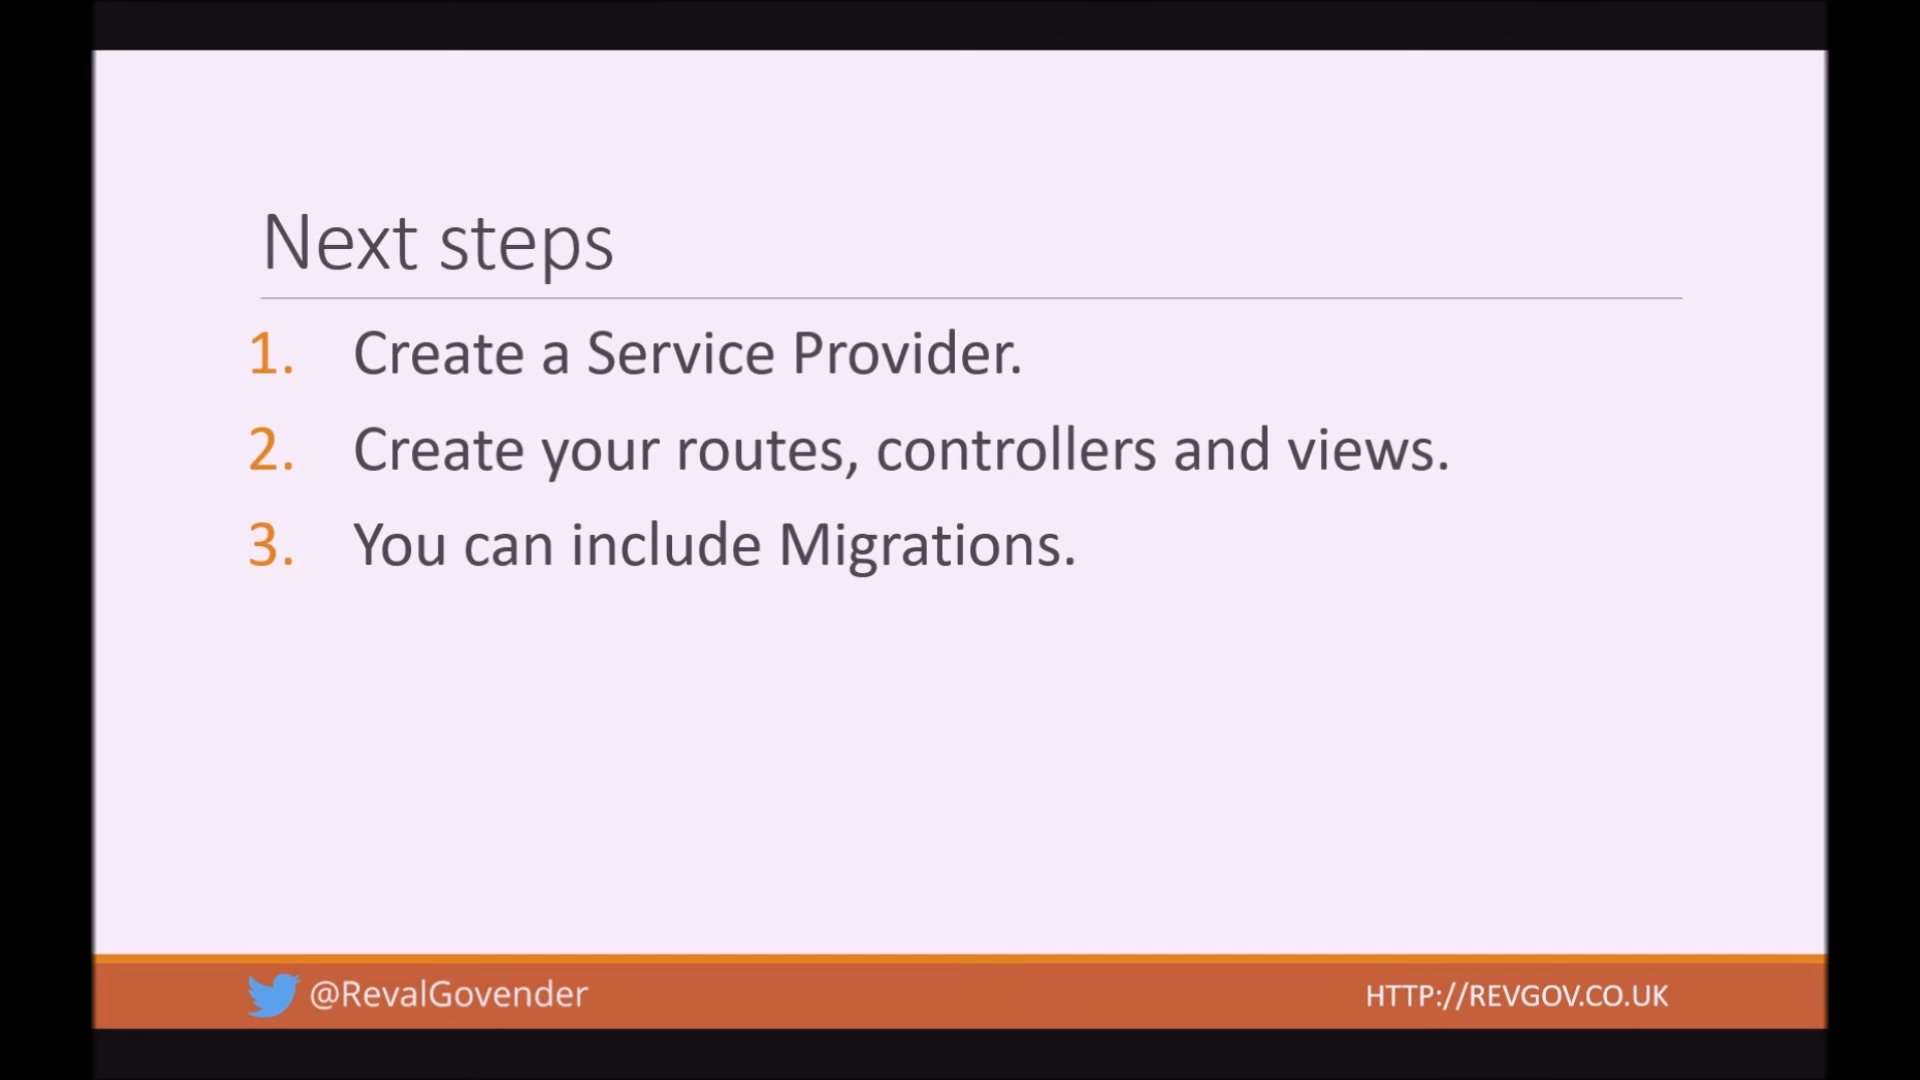 Next steps
1. Create a Service Provider.
2. Create your routes, controllers and views.
3. You can include Migrations.
@RevalGovender
HTTP://REVGOV.CO.UK